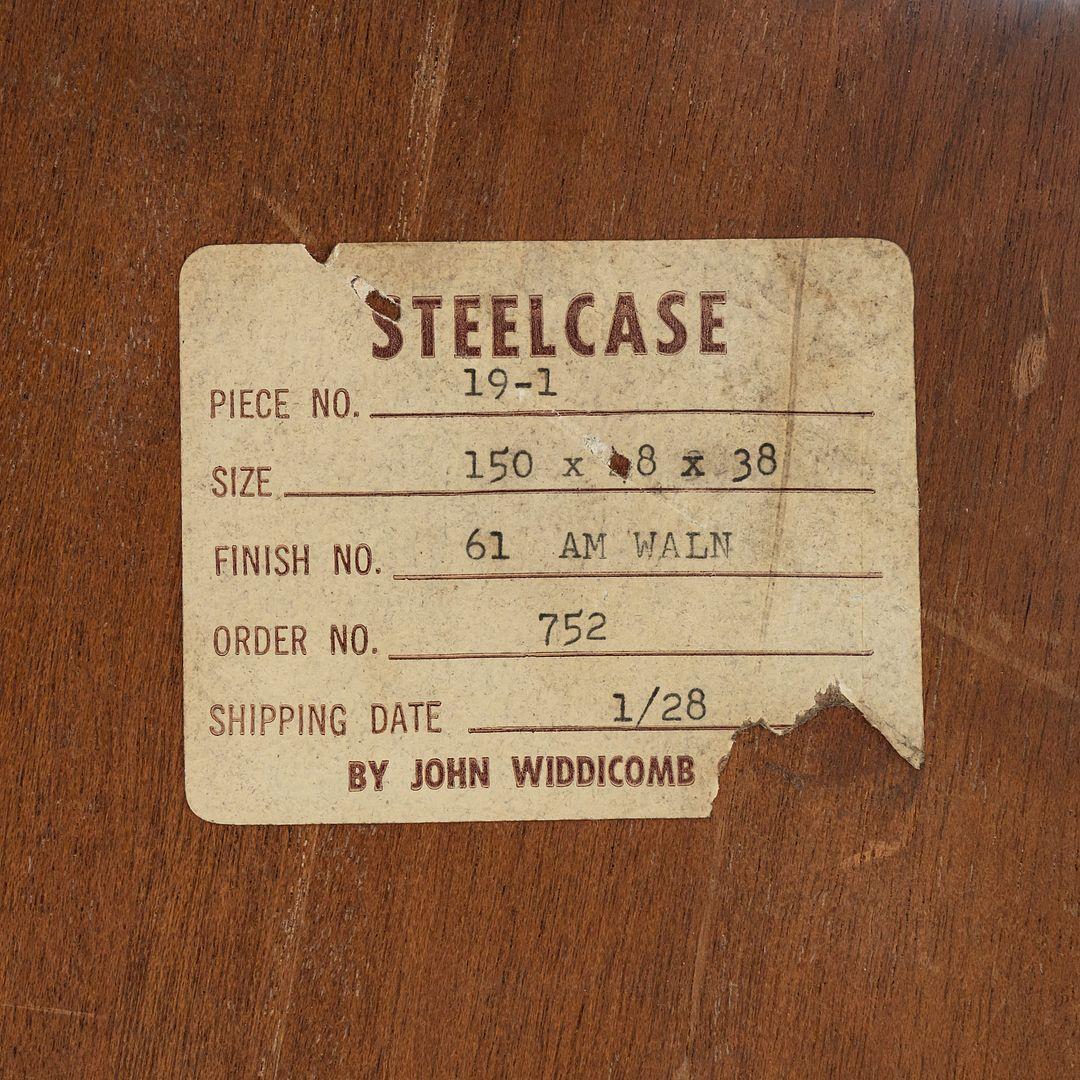 STEELCASE
PIECE NO. 19-1
SIZE 150 x x 38
FINISH NO. 61 AM WALN
ORDER NO. 752
SHIPPING DATE 1/28
BY JOHN WIDDICOMB